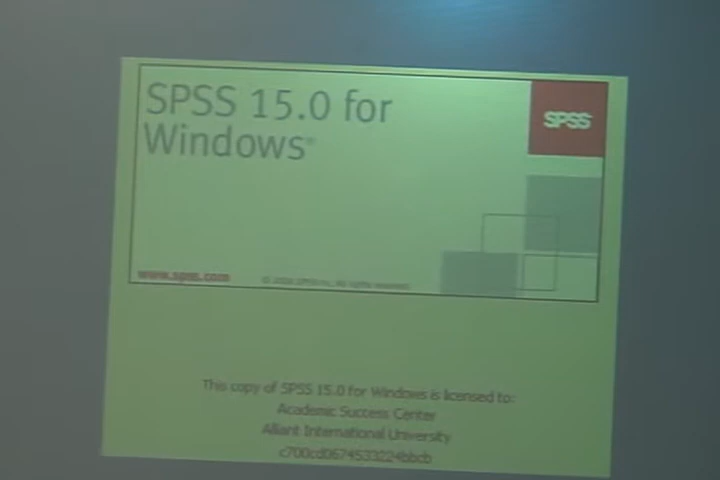 SPSS 15.0 for
Windows®
SPSS
www.spss.com
This copy of SPSS 15.0 for Windows is licensed to:
Academic Success Center
Alliant International University
c700cd0674533224bbcb